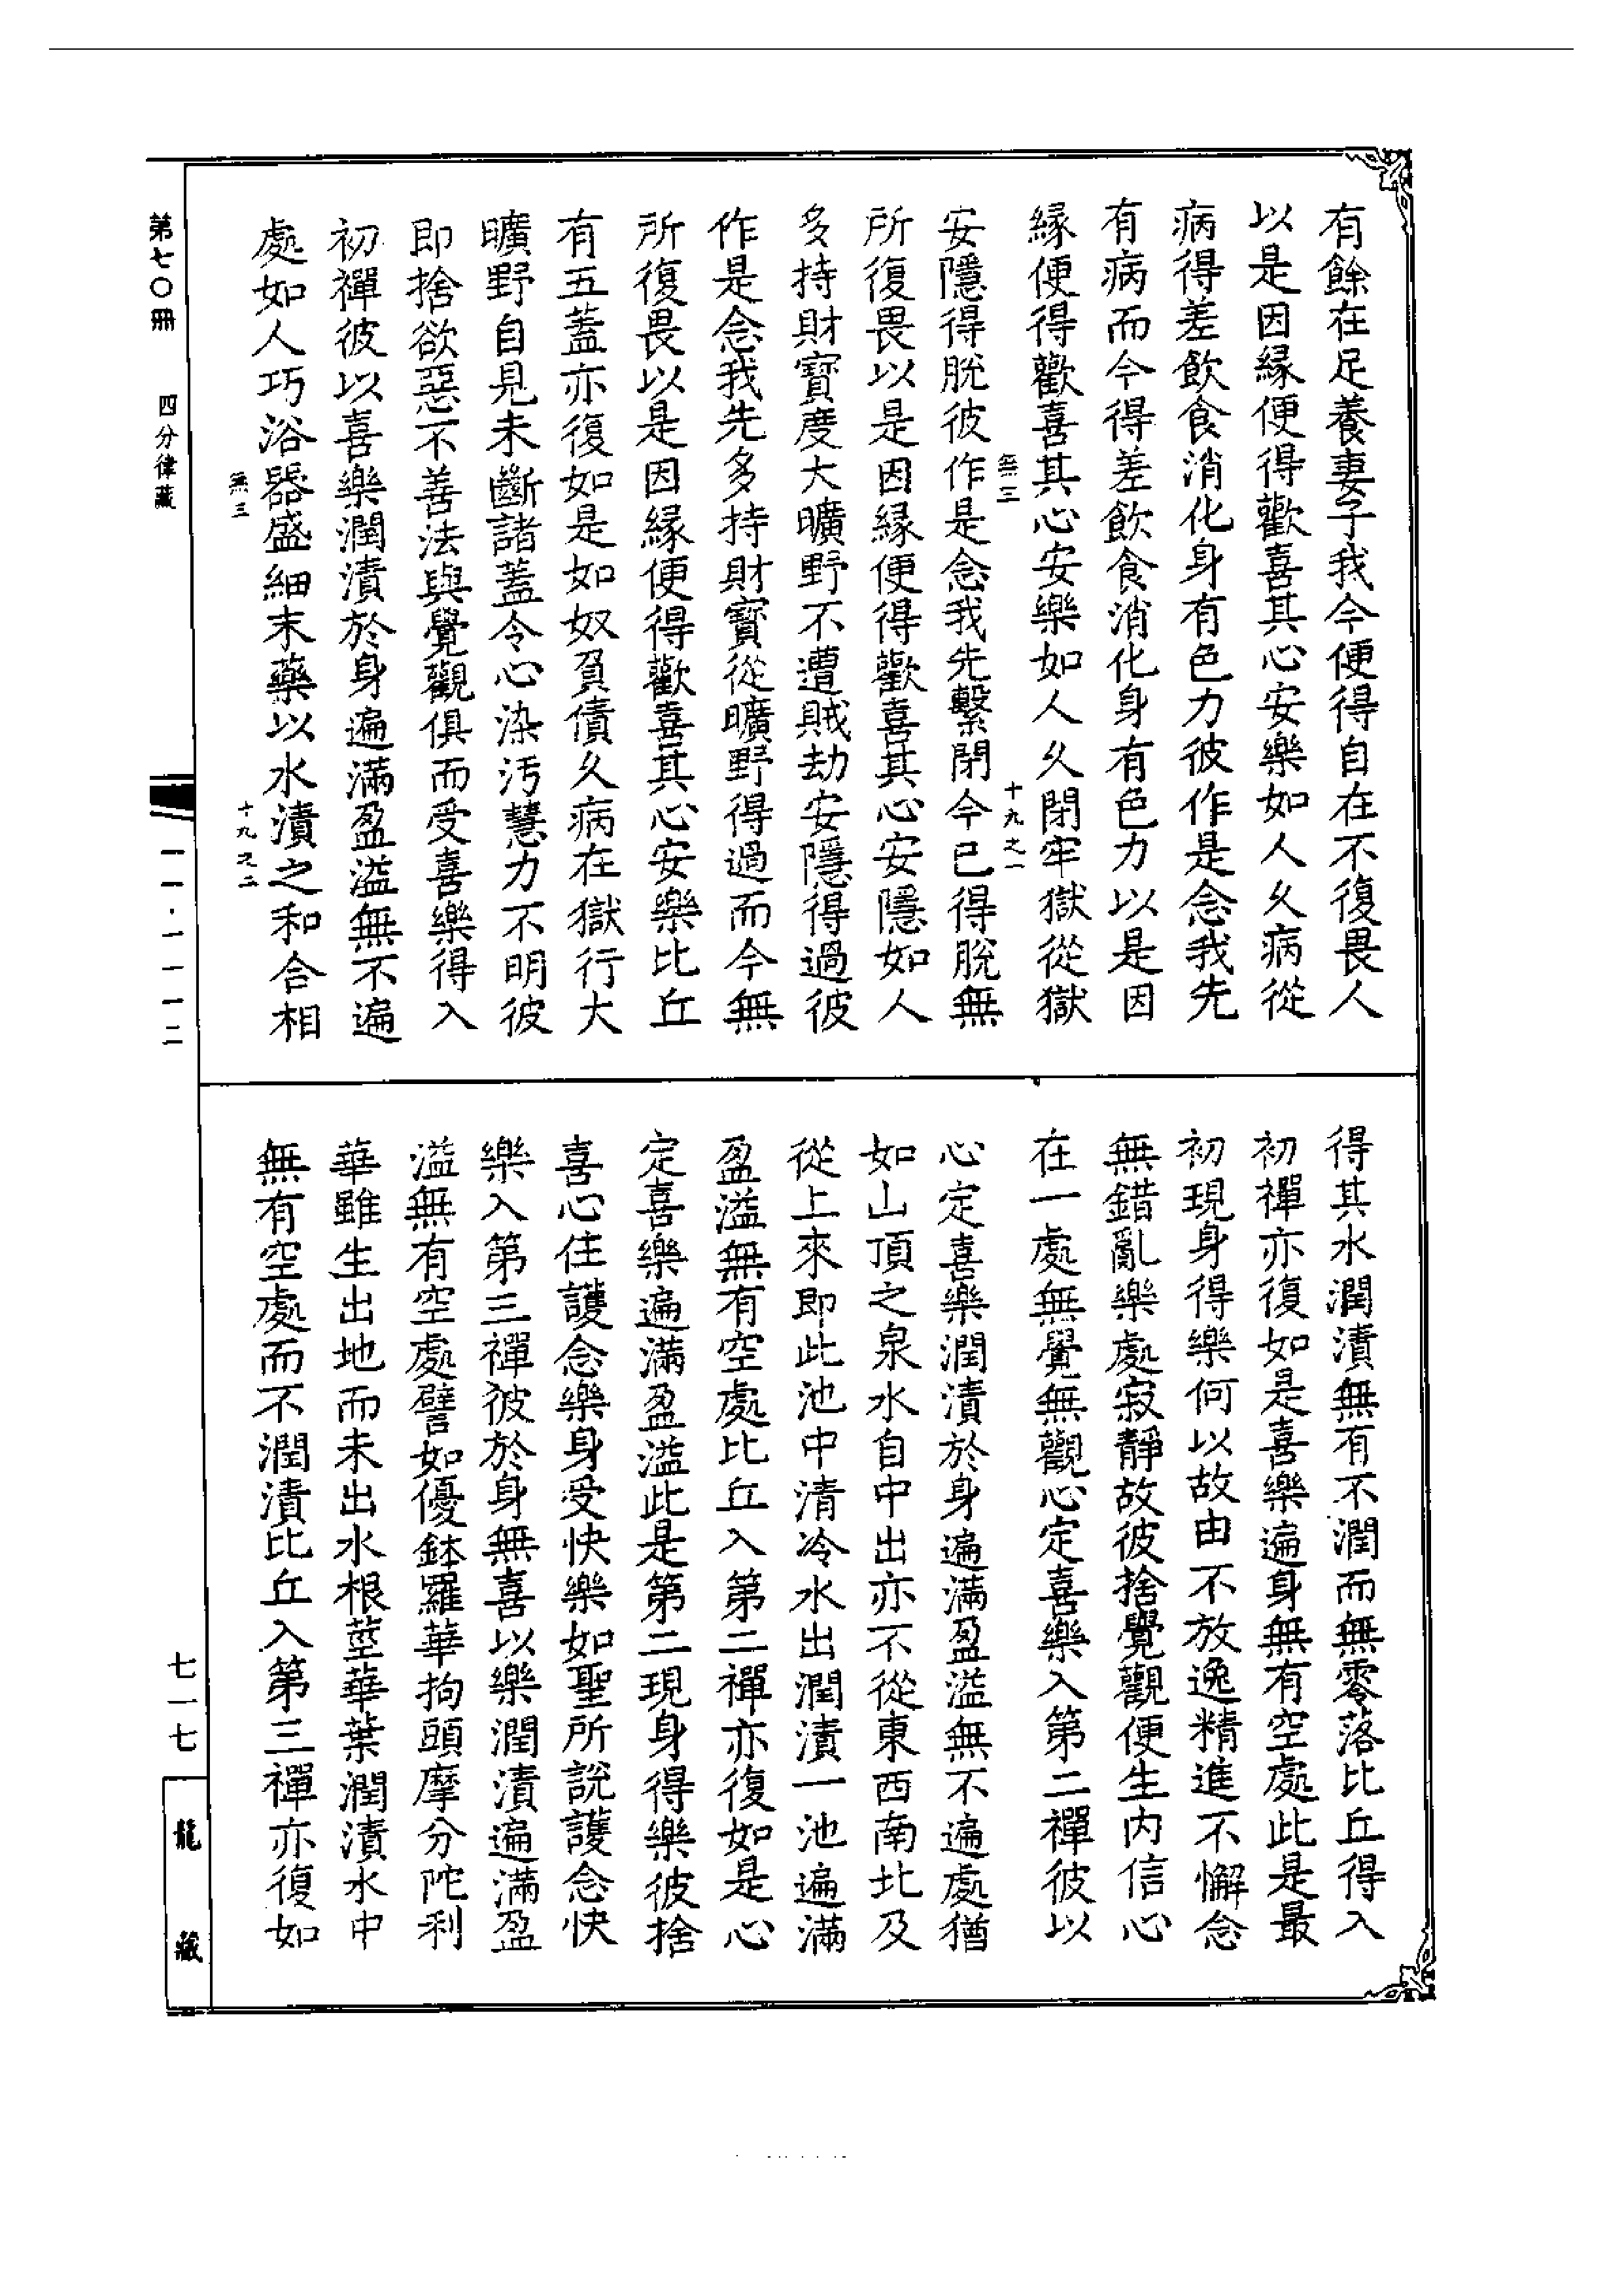 有餘在足養妻子我今便得自在不復畏人
以是因緣便得歡喜其心安樂如人久病從
病得差飲食消化身有色力彼作是念我先
有病而今得差飲食消化身有色力以是因
緣便得歡喜其心安樂如人久閉牢獄從獄
無三 十九之一
安隱得脫彼作是念我先繫閉今已得脫無
所復畏以是因緣便得歡喜其心安隱如人
多持財寶度大曠野不遭賊劫安隱得過彼
作是念我先多持財寶從曠野得過而今無
所復畏以是因緣便得歡喜其心安樂比丘
有五蓋亦復如是如奴負債久病在獄行大
曠野自見未斷諸蓋令心染汚慧力不明彼
即捨欲惡不善法與覺觀俱而受喜樂得入
初禪彼以喜樂潤漬於身遍滿盈溢無不遍
處如人巧浴器盛細末藥以水漬之和合相
無三 十九之二
得其水潤漬無有不潤而無零落比丘得入
初禪亦復如是喜樂遍身無有空處此是最
初現身得樂何以故由不放逸精進不懈念
無錯亂樂處寂靜故彼捨覺觀便生内信心
在一處無覺無觀心定喜樂入第二禪彼以
心定喜樂潤漬於身遍滿盈溢無不遍處猶
如山頂之泉水自中出亦不從東西南北及
從上來即此池中清冷水出潤漬一池遍滿
盈溢無有空處比丘入第二禪亦復如是心
定喜樂遍滿盈溢此是第二現身得樂彼捨
喜心住護念樂身受快樂如聖所說護念快
樂入第三禪彼於身無喜以樂潤漬遍滿盈
溢無有空處譬如優鉢羅華拘頭摩分陀利
華雖生出地而未出水根莖華葉潤漬水中
無有空處而不潤漬比丘入第三禪亦復如
第七〇冊 四分律藏 一一·一一一二 七一七 龍藏